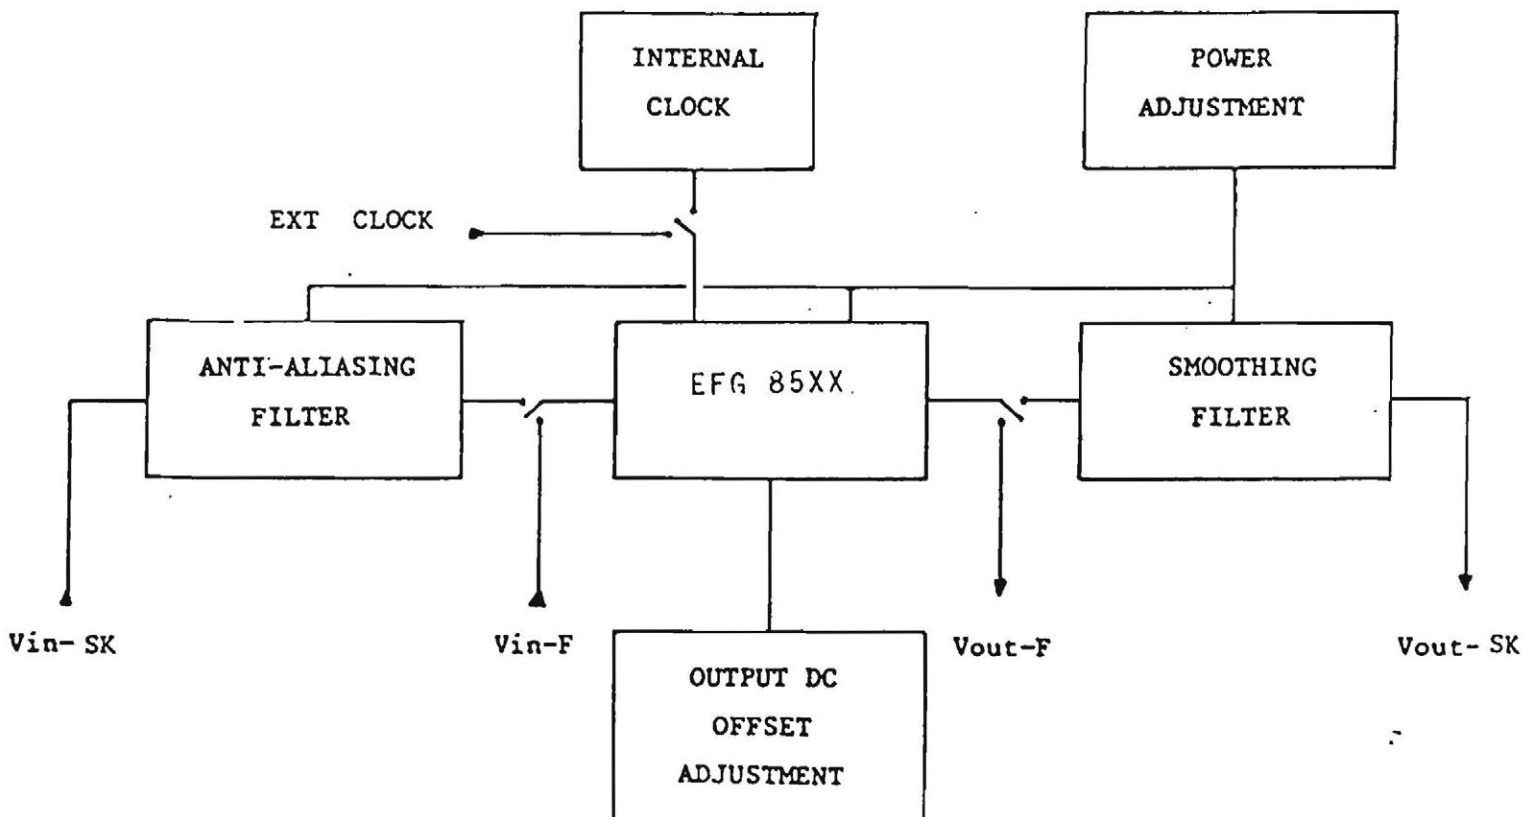 INTERNAL
CLOCK
POWER
ADJUSTMENT
EXT CLOCK
ANTI-ALIASING
FILTER
EFG 85XX
SMOOTHING
FILTER
Vin-SK
Vin-F
Vout-F
Vout-SK
OUTPUT DC
OFFSET
ADJUSTMENT